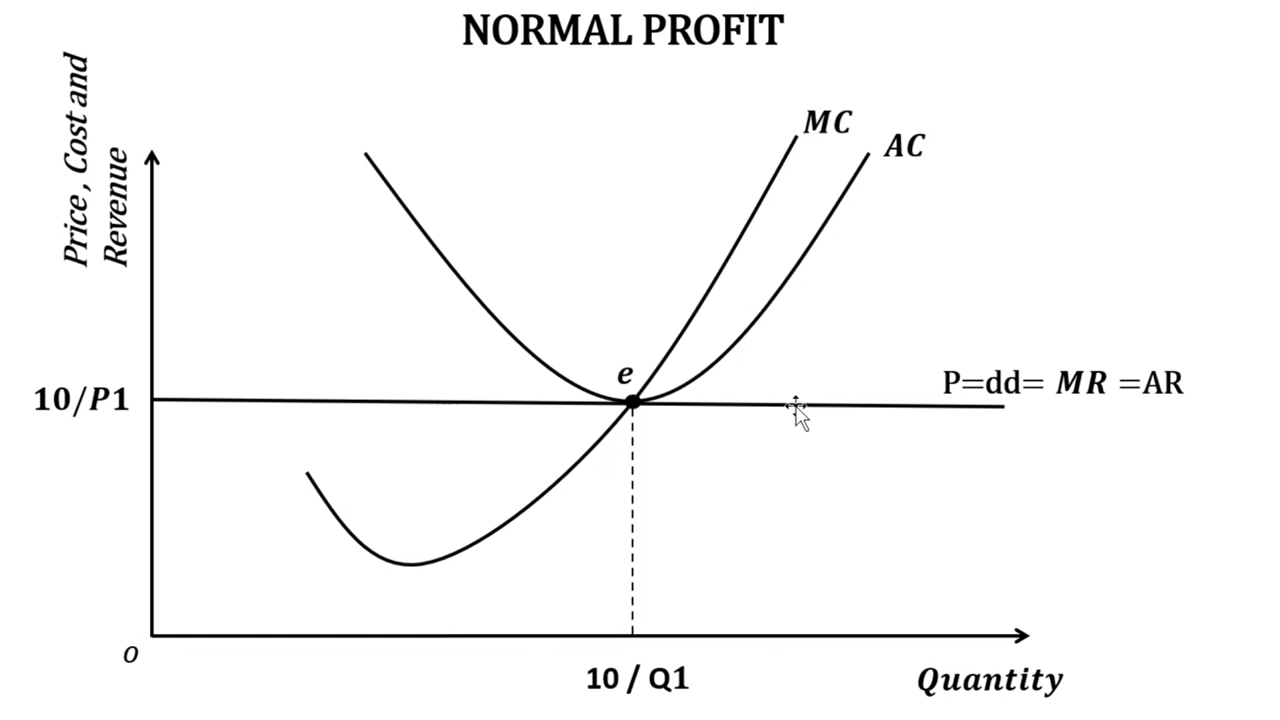 NORMAL PROFIT
Price , Cost and
Revenue
MC
AC
e
P=dd= MR =AR
10/P1
o
10 / Q1
Quantity